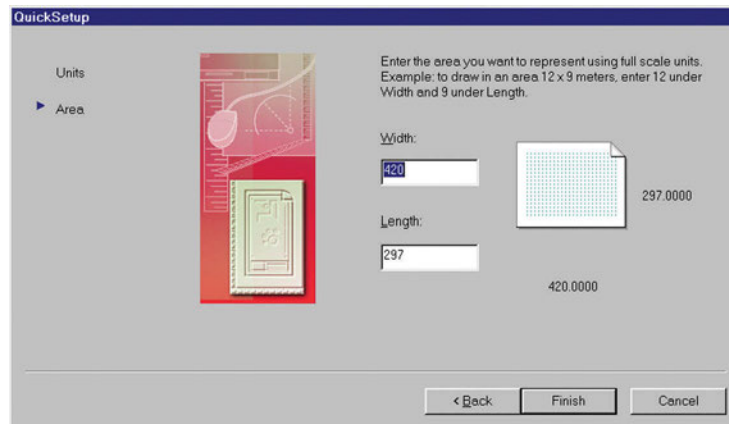 QuickSetup
Units
Area
Enter the area you want to represent using full scale units.
Example: to draw in an area 12 x 9 meters, enter 12 under
Width and 9 under Length.
Width:
420
297.0000
Length:
297
420.0000
< Back
Finish
Cancel